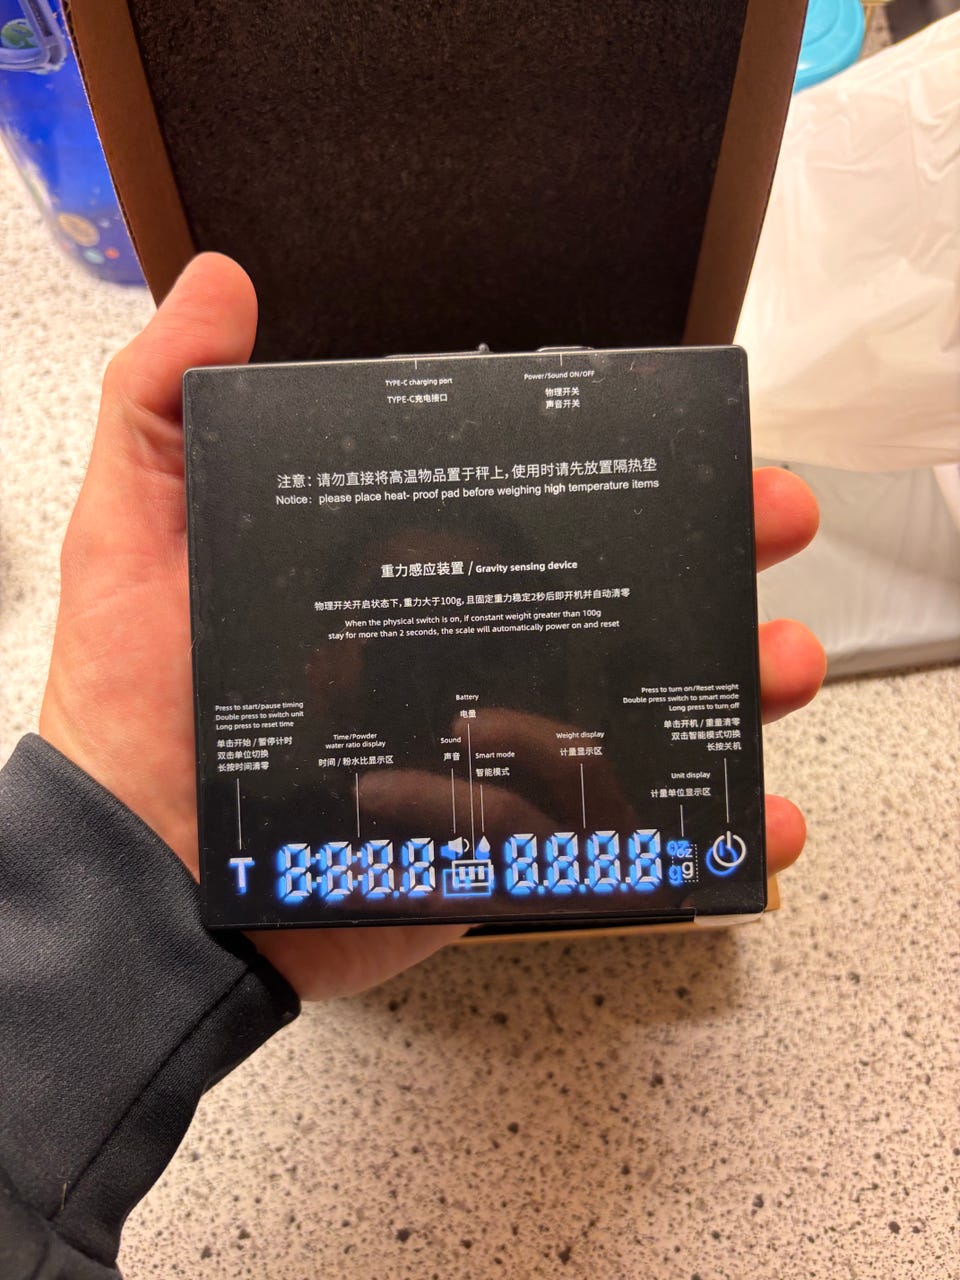 TYPE-C charging port
TYPE-C充电接口
Power/Sound ON/OFF
物理开关
声音开关
注意：请勿直接将高温物品置于秤上，使用时请先放置隔热垫
Notice：please place heat- proof pad before weighing high temperature items
重力感应装置 / Gravity sensing device
物理开关开启状态下，重力大于100g，且固定重力稳定2秒后即开机并自动清零
When the physical switch is on, if constant weight greater than 100g
stay for more than 2 seconds, the scale will automatically power on and reset
Press to start/pause timing
Double press to switch unit
Long press to reset time
单击开始 / 暂停计时
双击单位切换
长按时间清零
Time/Powder
water ratio display
时间 / 粉水比显示区
Battery
电量
Sound
声音
Smart mode
智能模式
Weight display
计量显示区
Press to turn on/Reset weight
Double press switch to smart mode
Long press to turn off
单击开机 / 重量清零
双击智能模式切换
长按关机
Unit display
计量单位显示区
T
88:88
8.8.8.8
oz
g